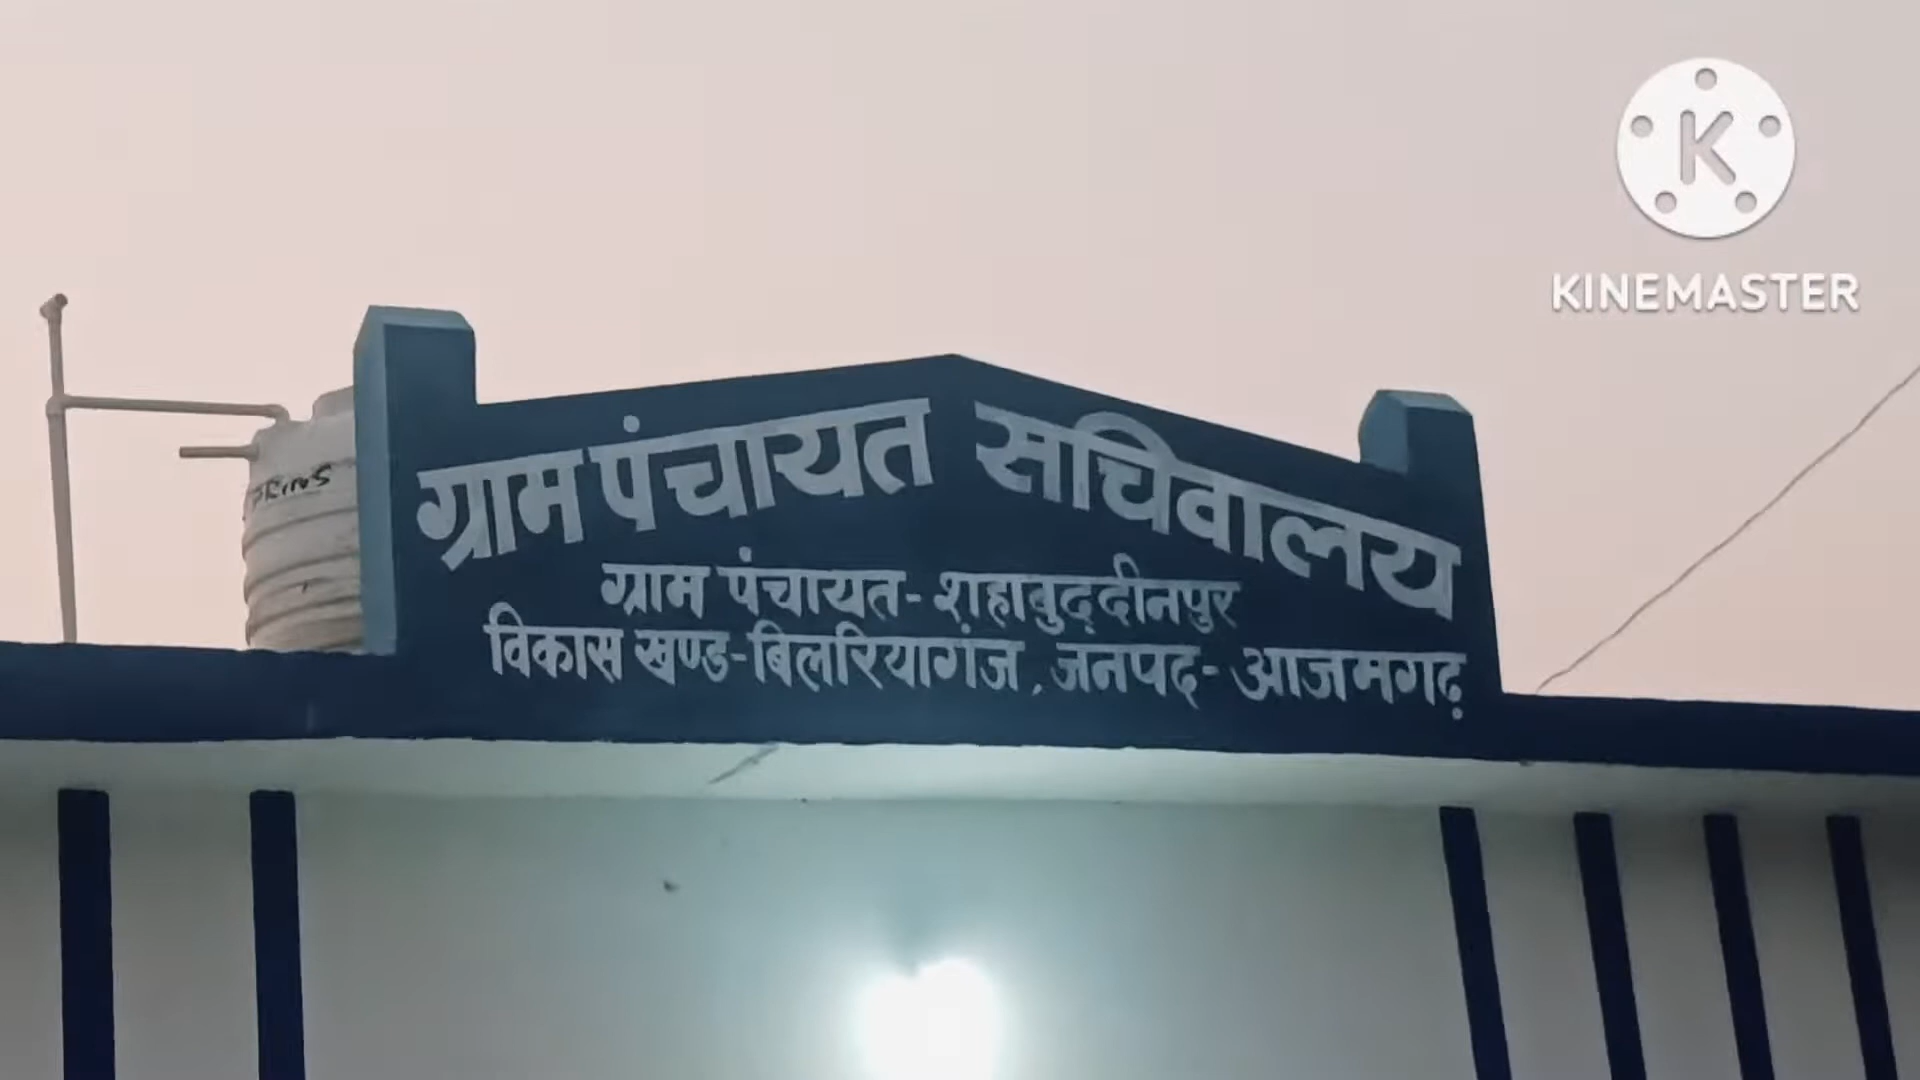 K
KINEMASTER
ग्राम पंचायत सचिवालय
ग्राम पंचायत - शहाबुद्दीनपुर
विकास खण्ड - बिलरियागंज, जनपद - आजमगढ़